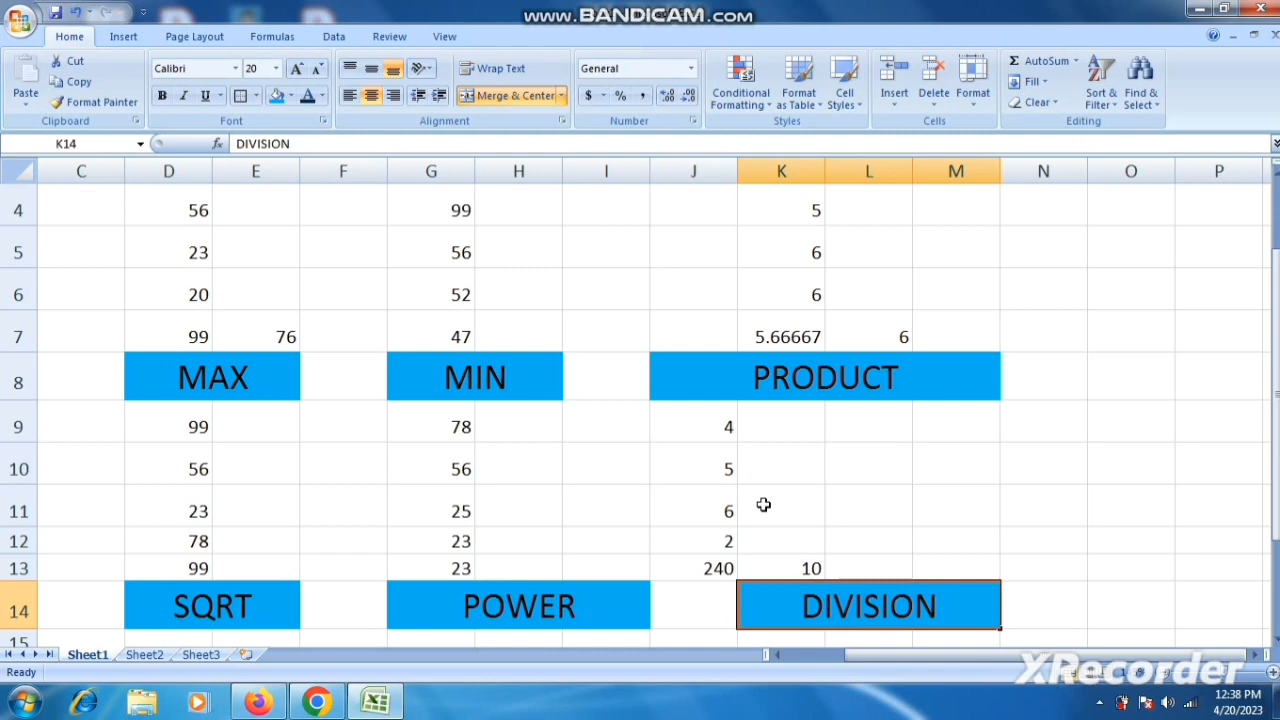 www.BANDICAM.com
Home Insert Page Layout Formulas Data Review View
Paste Cut Copy Format Painter Clipboard
Calibri 20 Font
Wrap Text Merge & Center Alignment
General Number
Conditional Formatting Format as Table Cell Styles Styles
Insert Delete Format Cells
AutoSum Fill Clear Sort & Filter Find & Select Editing
K14 fx DIVISION
C D E F G H I J K L M N O P
4 56 99 5
5 23 56 6
6 20 52 6
7 99 76 47 5.66667 6
8 MAX MIN PRODUCT
9 99 78 4
10 56 56 5
11 23 25 6
12 78 23 2
13 99 23 240 10
14 SQRT POWER DIVISION
15
Sheet1 Sheet2 Sheet3
Ready
XRecorder
12:38 PM
4/20/2023